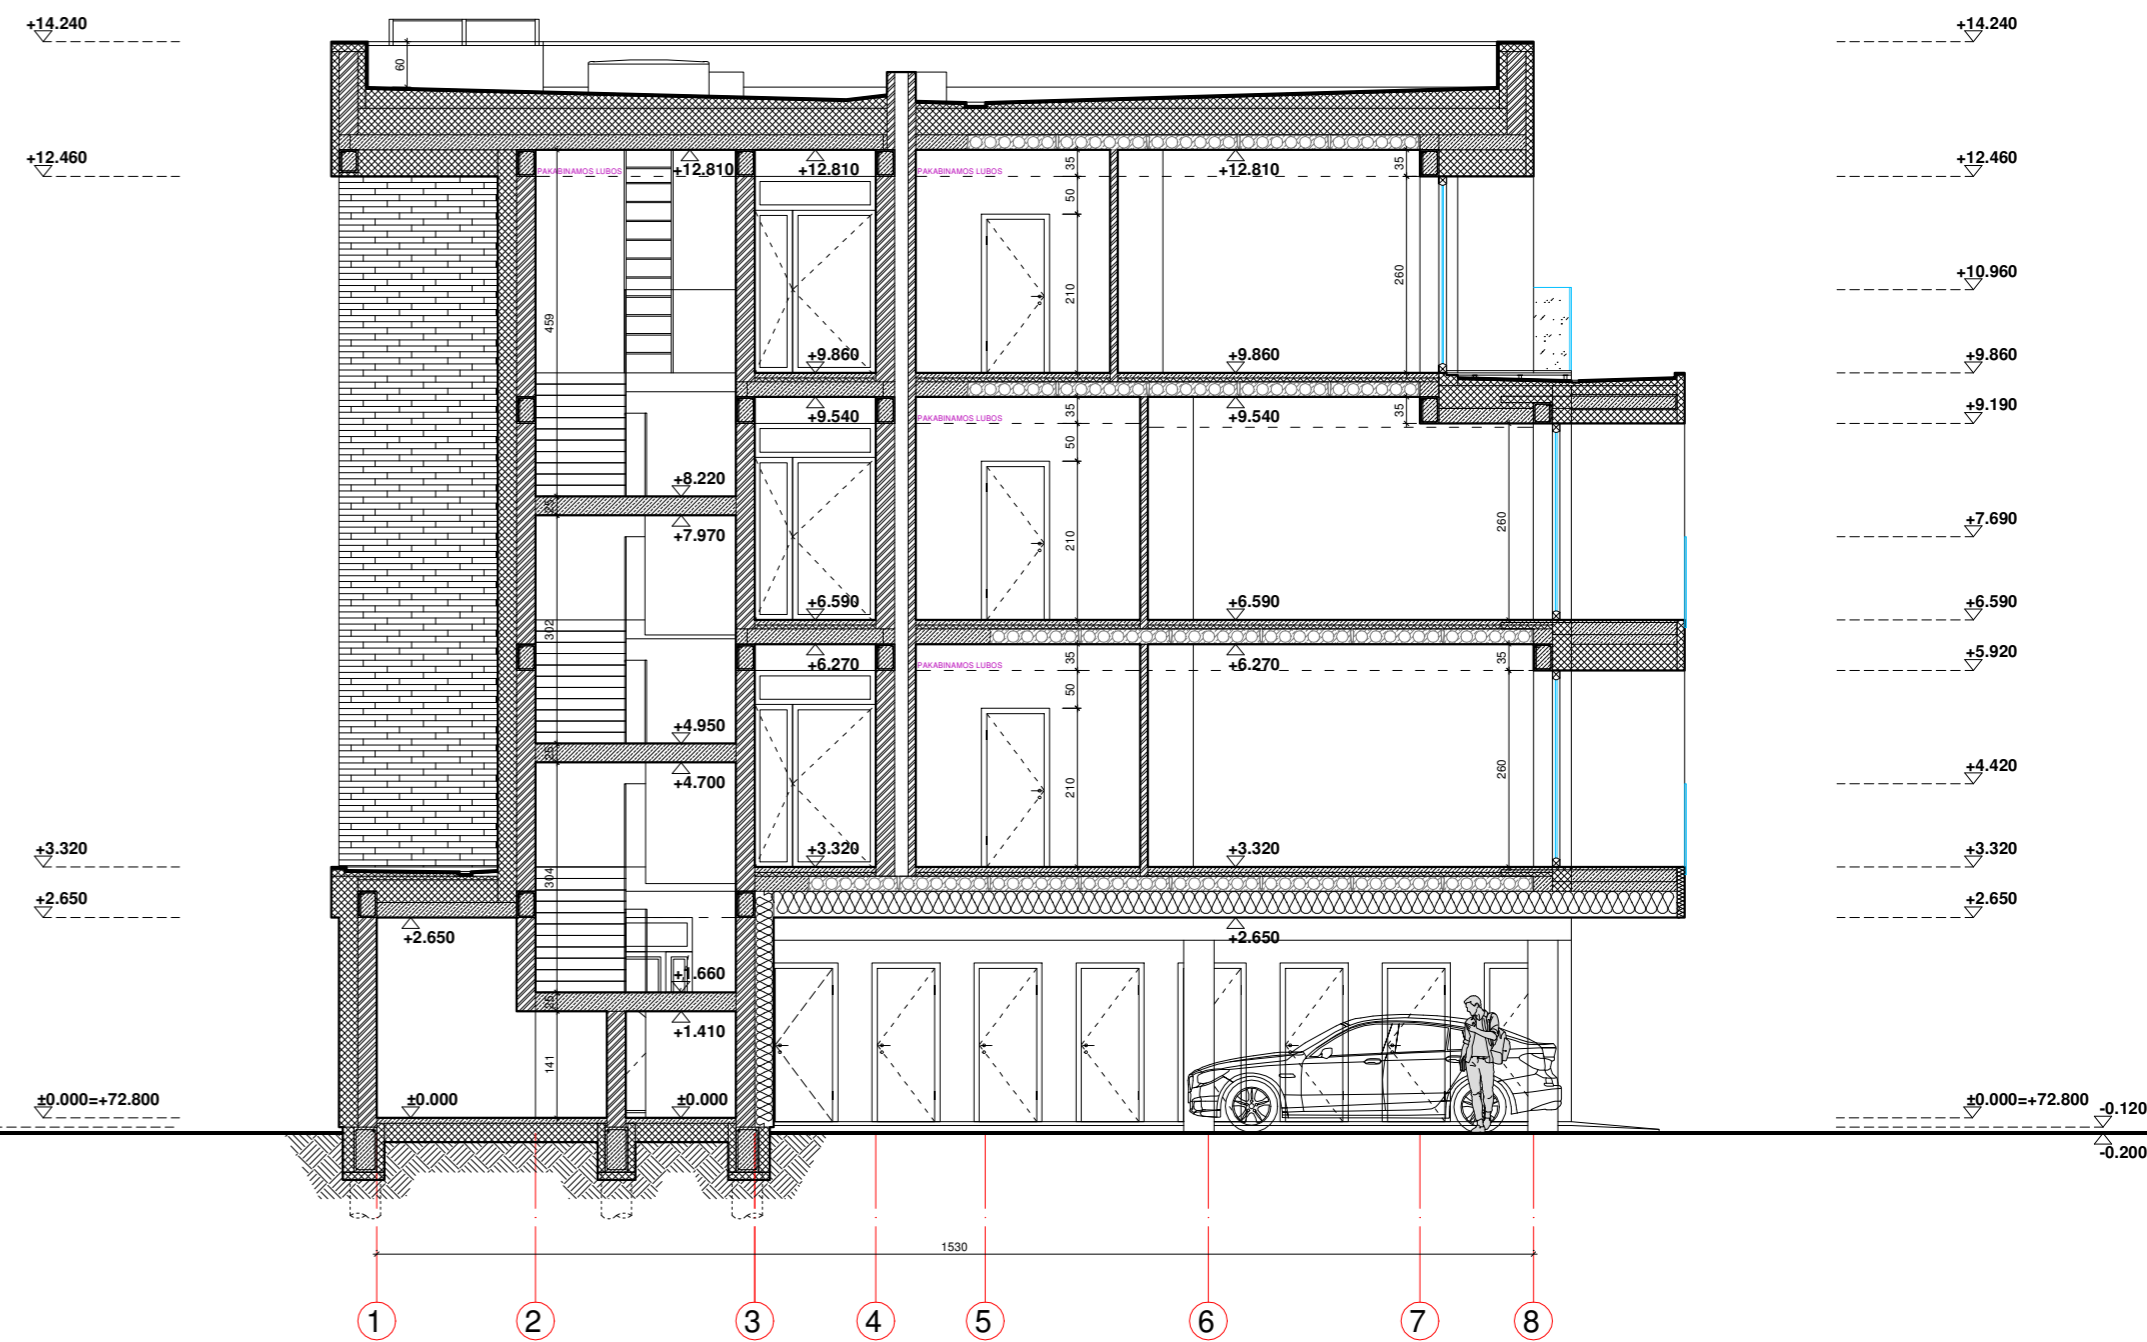 +14.240 +14.240
60
+12.460 PAKABINAMOS LUBOS +12.810 +12.810 PAKABINAMOS LUBOS 35 +12.810 35 +12.460
50
459 210 260 +10.960
+9.860 +9.860 +9.860
+9.540 PAKABINAMOS LUBOS 35 +9.540 35 +9.190
50
+8.220
25 210 260 +7.690
+7.970
302 +6.590 +6.590 +6.590
+6.270 PAKABINAMOS LUBOS 35 +6.270 35 +5.920
50
+4.950
25 210 260 +4.420
+4.700
+3.320 304 +3.320 +3.320 +3.320
+2.650 +2.650
+2.650 +2.650
+1.660
25
+1.410
141
±0.000=+72.800 ±0.000 ±0.000 ±0.000=+72.800 -0.120
-0.200
1530
1 2 3 4 5 6 7 8